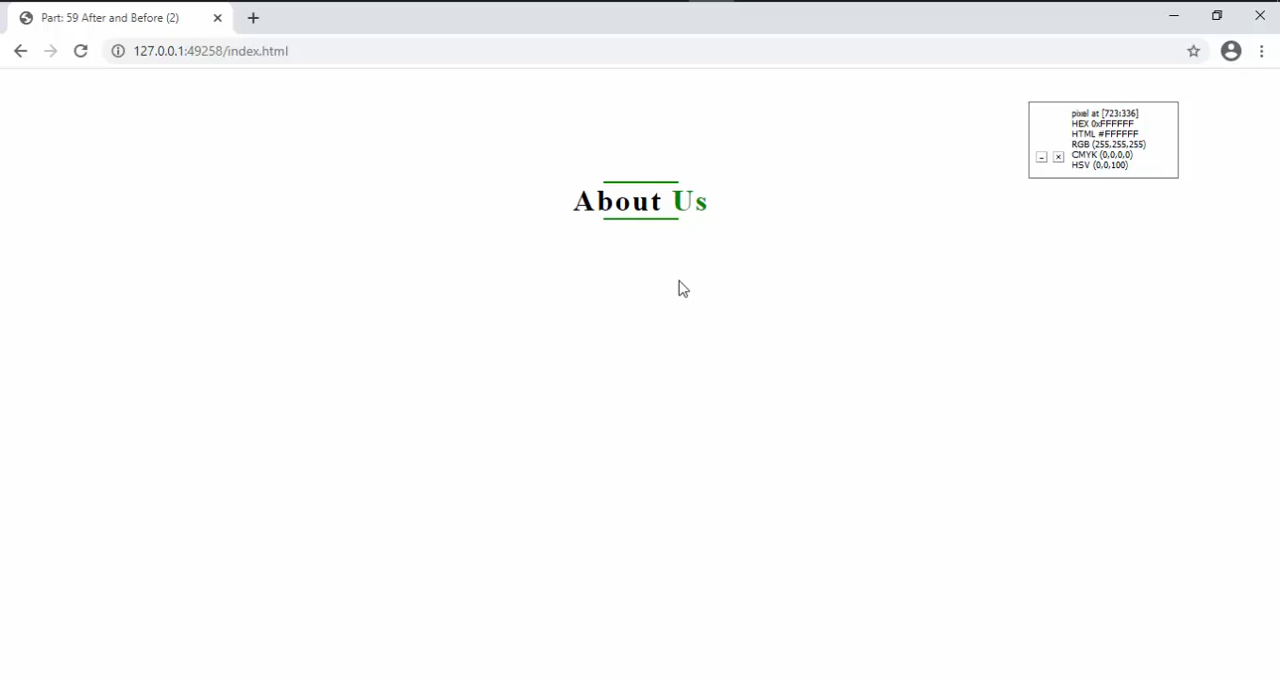 Part: 59 After and Before (2)
127.0.0.1:49258/index.html
pixel at [723:336]
HEX 0xFFFFFF
HTML #FFFFFF
RGB (255,255,255)
CMYK (0,0,0,0)
HSV (0,0,100)
About Us